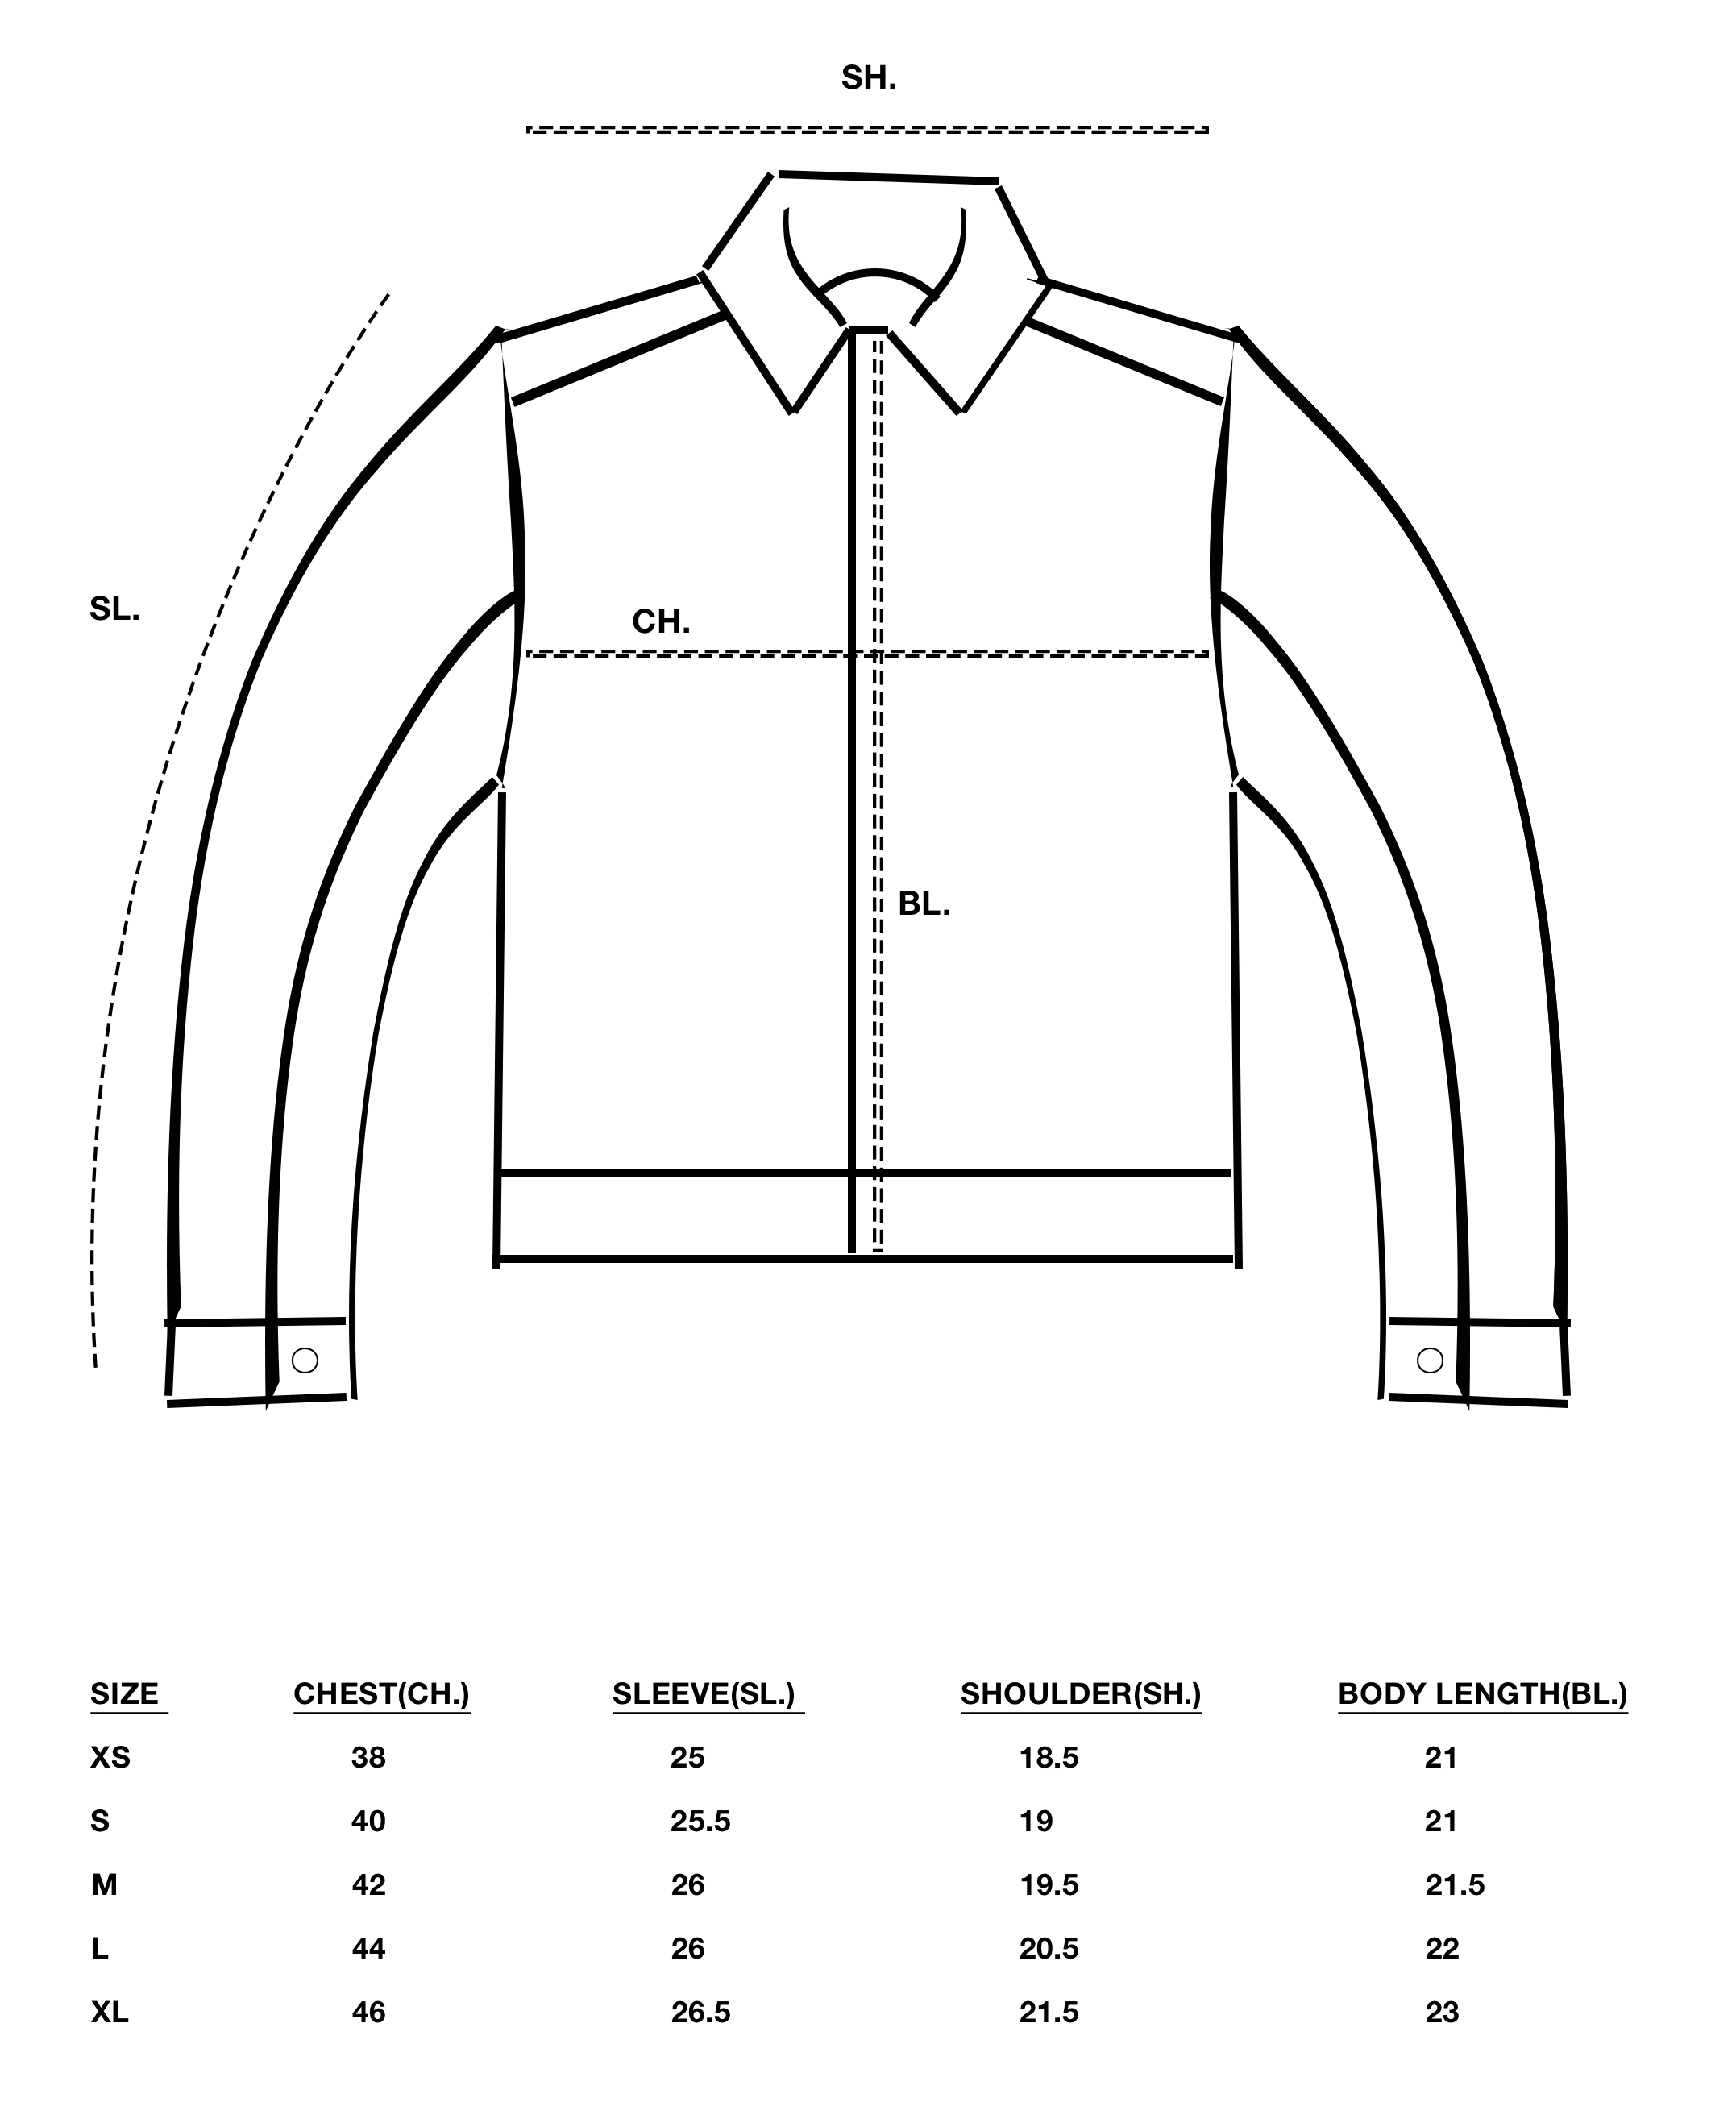 SH.
SL.
CH.
BL.
SIZE CHEST(CH.) SLEEVE(SL.) SHOULDER(SH.) BODY LENGTH(BL.)
XS 38 25 18.5 21
S 40 25.5 19 21
M 42 26 19.5 21.5
L 44 26 20.5 22
XL 46 26.5 21.5 23